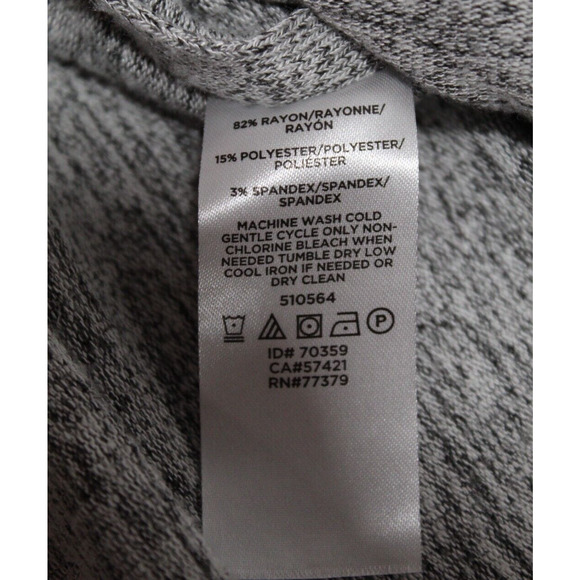 82% RAYON/RAYONNE/
RAYÓN
15% POLYESTER/POLYESTER/
POLIÉSTER
3% SPANDEX/SPANDEX/
SPANDEX
MACHINE WASH COLD
GENTLE CYCLE ONLY NON-
CHLORINE BLEACH WHEN
NEEDED TUMBLE DRY LOW
COOL IRON IF NEEDED OR
DRY CLEAN
510564
P
ID# 70359
CA#57421
RN#77379